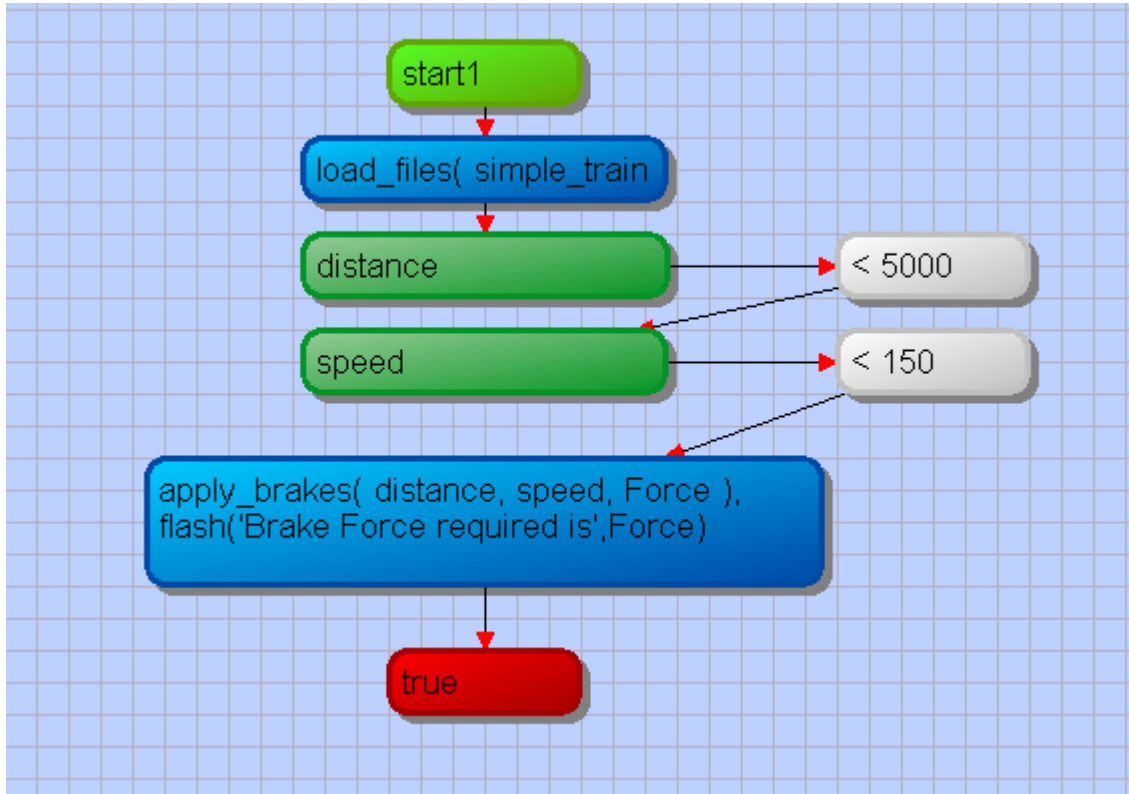 start1
load_files( simple_train
distance
< 5000
speed
< 150
apply_brakes( distance, speed, Force ),
flash('Brake Force required is',Force)
true